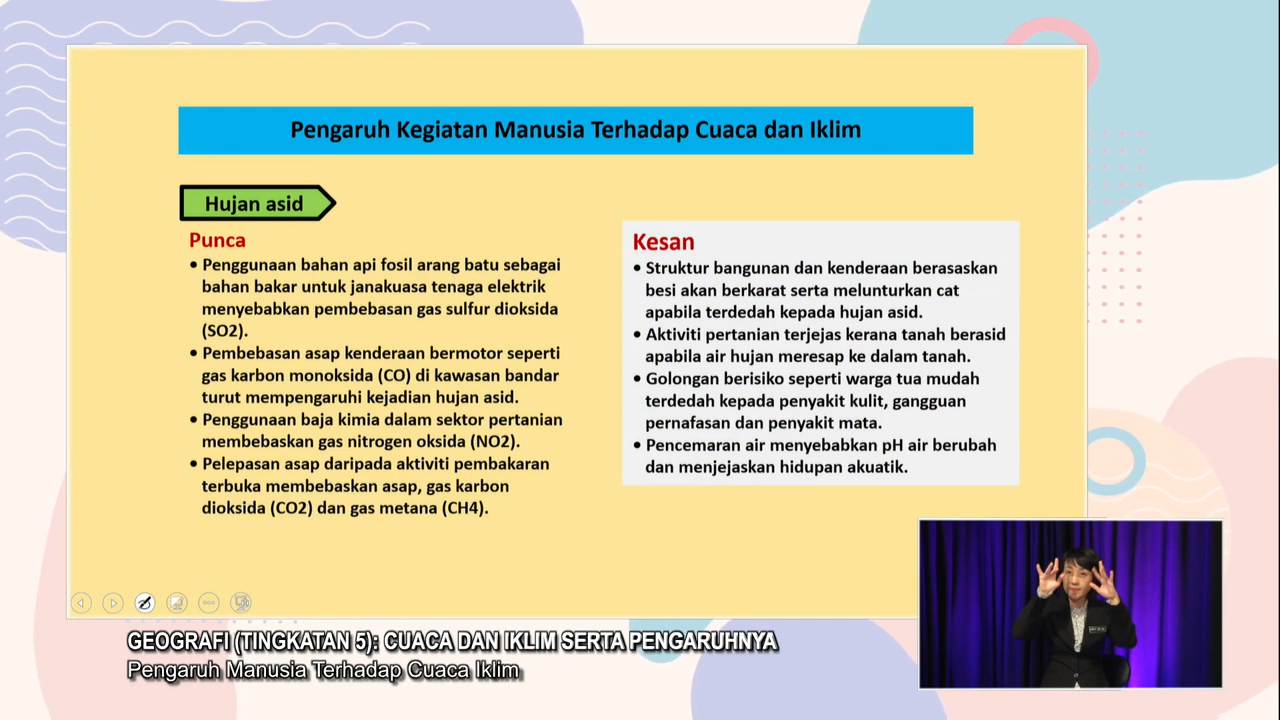 Pengaruh Kegiatan Manusia Terhadap Cuaca dan Iklim
Hujan asid
Punca
• Penggunaan bahan api fosil arang batu sebagai
bahan bakar untuk janakuasa tenaga elektrik
menyebabkan pembebasan gas sulfur dioksida
(SO2).
• Pembebasan asap kenderaan bermotor seperti
gas karbon monoksida (CO) di kawasan bandar
turut mempengaruhi kejadian hujan asid.
• Penggunaan baja kimia dalam sektor pertanian
membebaskan gas nitrogen oksida (NO2).
• Pelepasan asap daripada aktiviti pembakaran
terbuka membebaskan asap, gas karbon
dioksida (CO2) dan gas metana (CH4).
Kesan
• Struktur bangunan dan kenderaan berasaskan
besi akan berkarat serta melunturkan cat
apabila terdedah kepada hujan asid.
• Aktiviti pertanian terjejas kerana tanah berasid
apabila air hujan meresap ke dalam tanah.
• Golongan berisiko seperti warga tua mudah
terdedah kepada penyakit kulit, gangguan
pernafasan dan penyakit mata.
• Pencemaran air menyebabkan pH air berubah
dan menjejaskan hidupan akuatik.
GEOGRAFI (TINGKATAN 5): CUACA DAN IKLIM SERTA PENGARUHNYA
Pengaruh Manusia Terhadap Cuaca Iklim